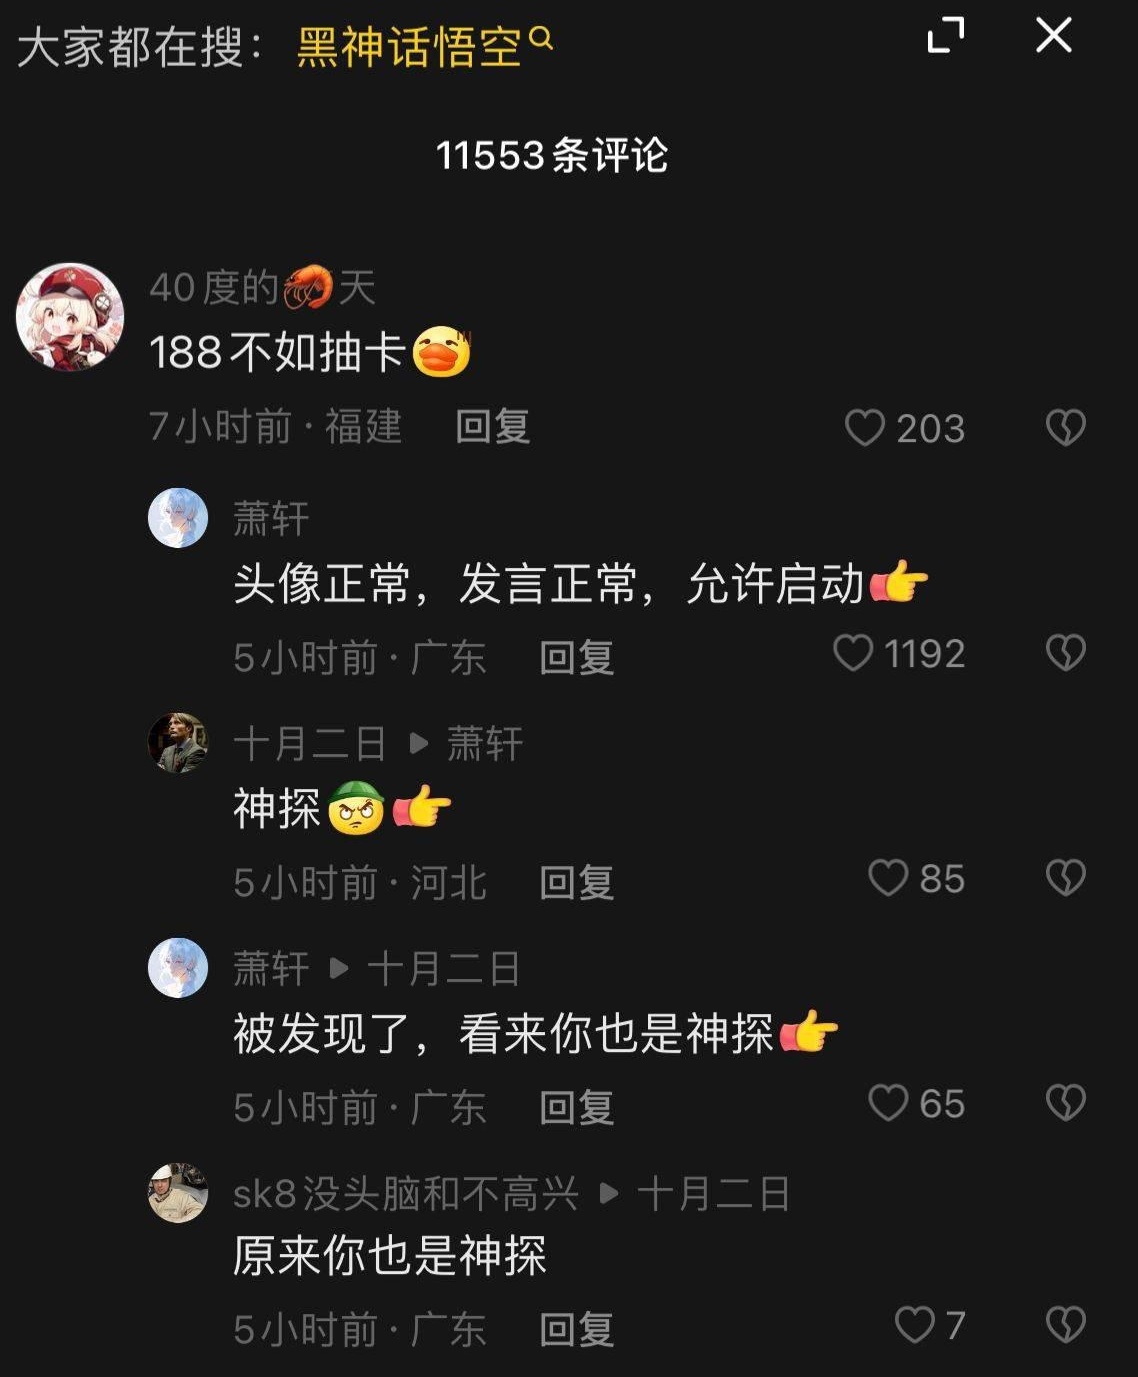 大家都在搜：黑神话悟空
11553条评论
40度的🦐天
188不如抽卡
7小时前·福建 回复 203
萧轩
头像正常，发言正常，允许启动👉
5小时前·广东 回复 1192
十月二日 ▶ 萧轩
神探👉
5小时前·河北 回复 85
萧轩 ▶ 十月二日
被发现了，看来你也是神探👉
5小时前·广东 回复 65
sk8没头脑和不高兴 ▶ 十月二日
原来你也是神探
5小时前·广东 回复 7